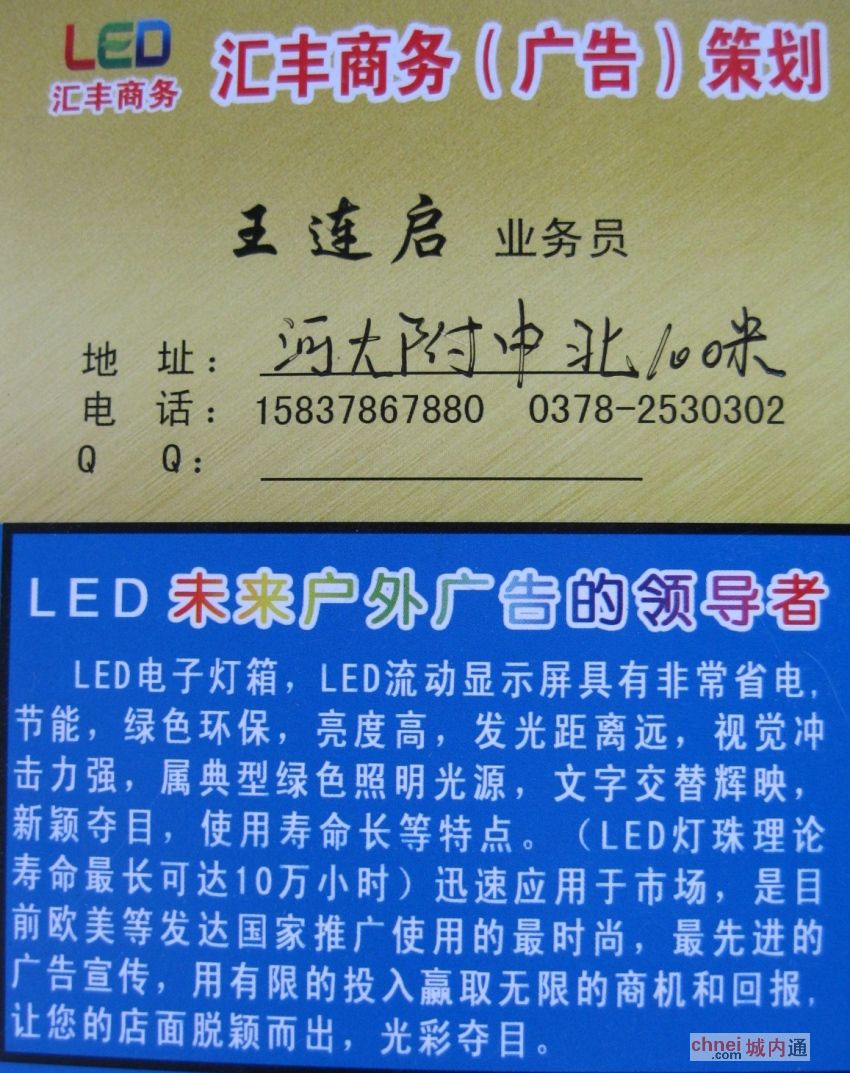 LED
汇丰商务
汇丰商务（广告）策划
王连启 业务员
地 址：河大附中北100米
电 话：15837867880 0378-2530302
Q Q：
LED 未来户外广告的领导者
LED电子灯箱，LED流动显示屏具有非常省电，
节能，绿色环保，亮度高，发光距离远，视觉冲
击力强，属典型绿色照明光源，文字交替辉映，
新颖夺目，使用寿命长等特点。（LED灯珠理论
寿命最长可达10万小时）迅速应用于市场，是目
前欧美等发达国家推广使用的最时尚，最先进的
广告宣传，用有限的投入赢取无限的商机和回报，
让您的店面脱颖而出，光彩夺目。
chnei
.com 城内通